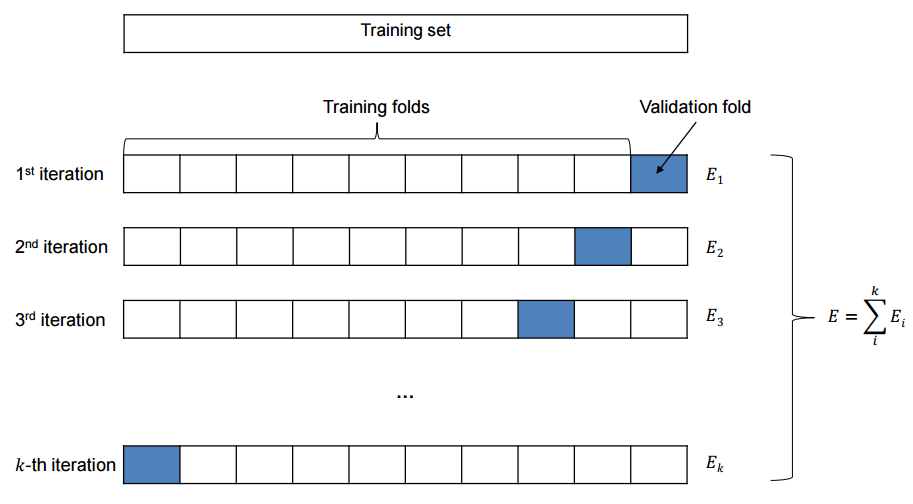 Training set
Training folds
Validation fold
1st iteration
E₁
2nd iteration
E₂
3rd iteration
E₃
E = ∑ᵢᵏ Eᵢ
...
k-th iteration
Eₖ